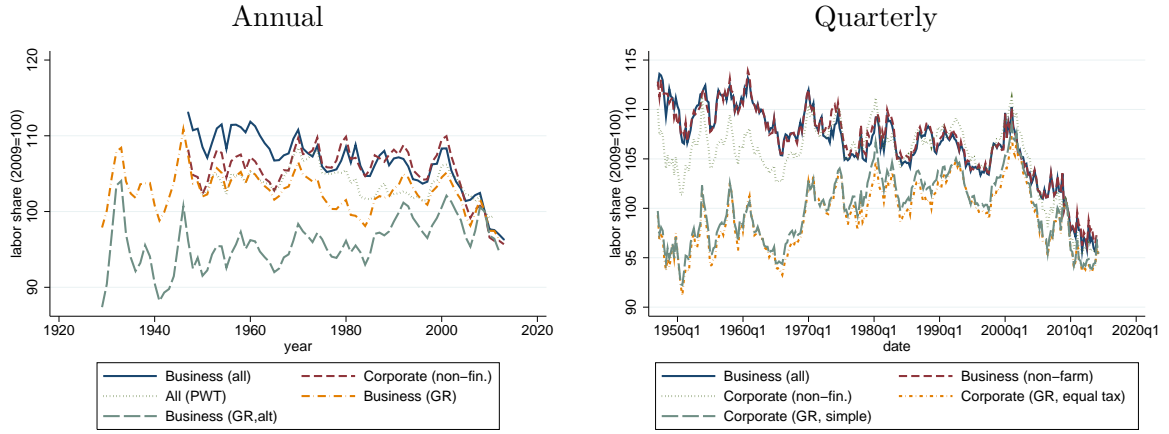 Annual
labor share (2009=100)
120
110
100
90
1920 1940 1960 1980 2000 2020
year
Business (all) Corporate (non−fin.)
All (PWT) Business (GR)
Business (GR,alt)
Quarterly
labor share (2009=100)
115
110
105
100
95
90
1950q1 1960q1 1970q1 1980q1 1990q1 2000q1 2010q1 2020q1
date
Business (all) Business (non−farm)
Corporate (non−fin.) Corporate (GR, equal tax)
Corporate (GR, simple)